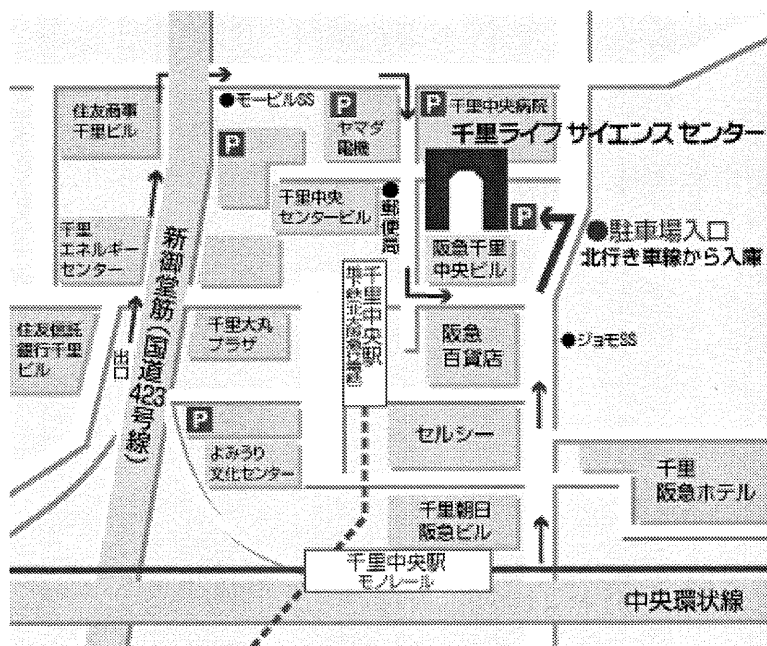 住友商事
千里ビル
●モービルSS
P
ヤマダ
電機
P 千里中央病院
千里ライフサイエンスセンター
P
千里中央
センタービル
●郵便局
P
●駐車場入口
北行き車線から入庫
千里
エネルギー
センター
新御堂筋(国道423号線)
阪急千里
中央ビル
千里中央駅
住友信託
銀行千里
ビル
出口
千里大丸
プラザ
阪急
百貨店
●ジョモSS
P
よみうり
文化センター
セルシー
千里
阪急ホテル
千里朝日
阪急ビル
千里中央駅
モノレール
中央環状線